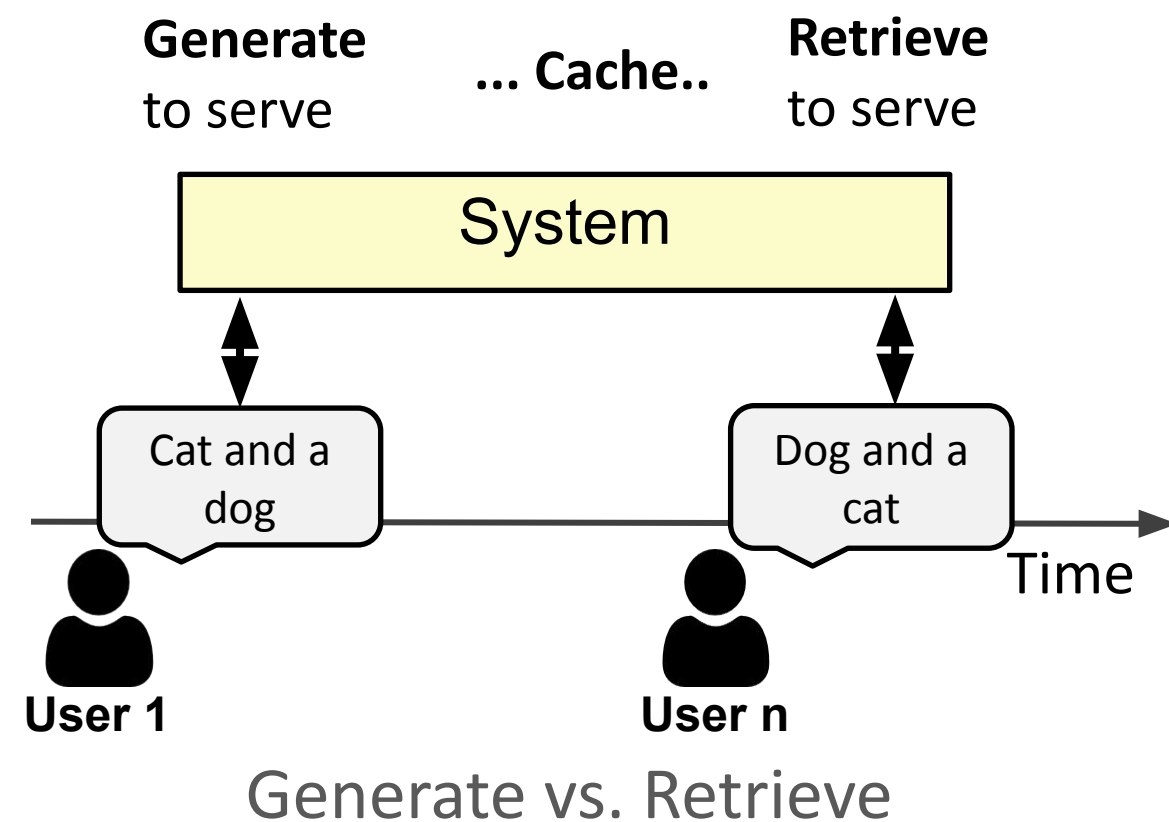 Generate
to serve
... Cache..
Retrieve
to serve
System
Cat and a
dog
Dog and a
cat
Time
User 1
User n
Generate vs. Retrieve